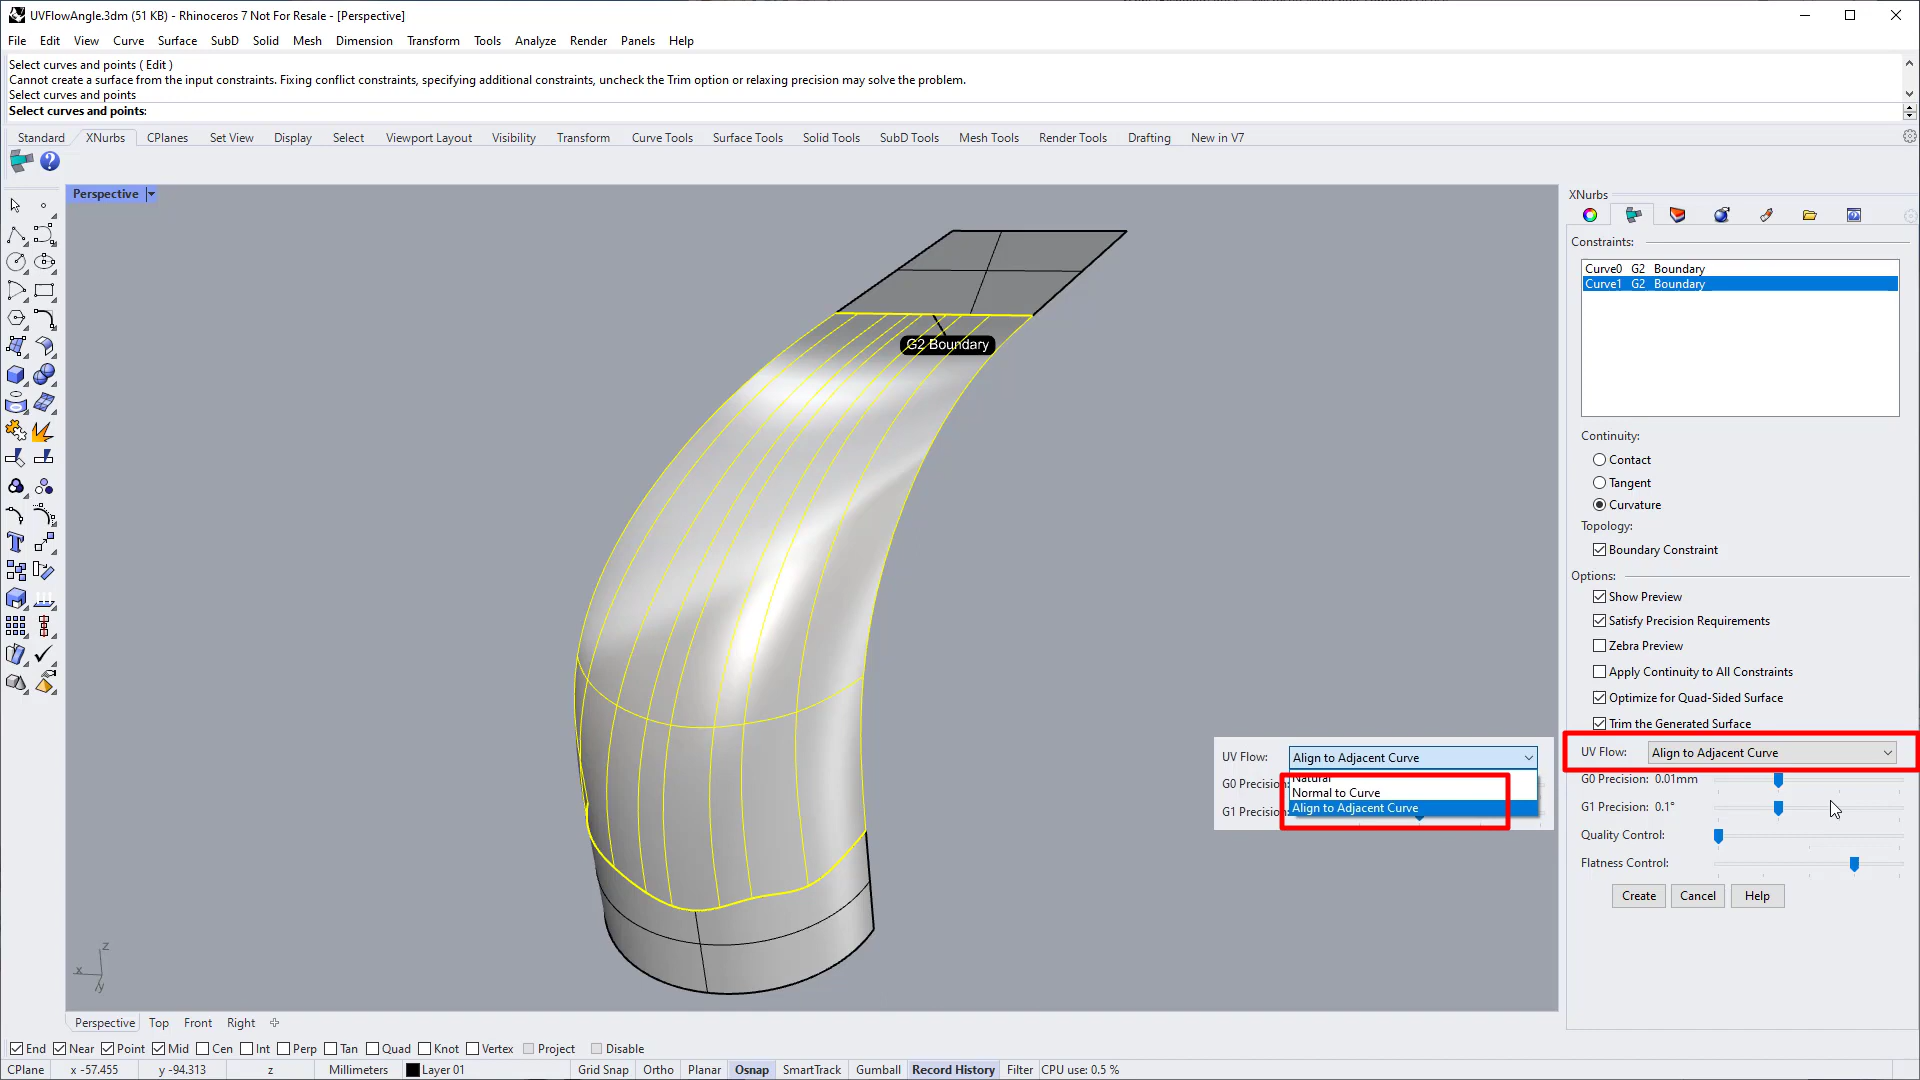 UVFlowAngle.3dm (51 KB) - Rhinoceros 7 Not For Resale - [Perspective]
File Edit View Curve Surface SubD Solid Mesh Dimension Transform Tools Analyze Render Panels Help
Select curves and points ( Edit )
Cannot create a surface from the input constraints. Fixing conflict constraints, specifying additional constraints, uncheck the Trim option or relaxing precision may solve the problem.
Select curves and points
Select curves and points:
Standard XNurbs CPlanes Set View Display Select Viewport Layout Visibility Transform Curve Tools Surface Tools Solid Tools SubD Tools Mesh Tools Render Tools Drafting New in V7
Perspective
G2 Boundary
z
x
y
UV Flow: Align to Adjacent Curve
Natural
G0 Precision:
Normal to Curve
Align to Adjacent Curve
G1 Precision:
XNurbs
Constraints:
Curve0 G2 Boundary
Curve1 G2 Boundary
Continuity:
Contact
Tangent
Curvature
Topology:
Boundary Constraint
Options:
Show Preview
Satisfy Precision Requirements
Zebra Preview
Apply Continuity to All Constraints
Optimize for Quad-Sided Surface
Trim the Generated Surface
UV Flow: Align to Adjacent Curve
G0 Precision: 0.01mm
G1 Precision: 0.1°
Quality Control:
Flatness Control:
Create Cancel Help
Perspective Top Front Right
End Near Point Mid Cen Int Perp Tan Quad Knot Vertex Project Disable
CPlane x -57.455 y -94.313 z Millimeters Layer 01 Grid Snap Ortho Planar Osnap SmartTrack Gumball Record History Filter CPU use: 0.5 %